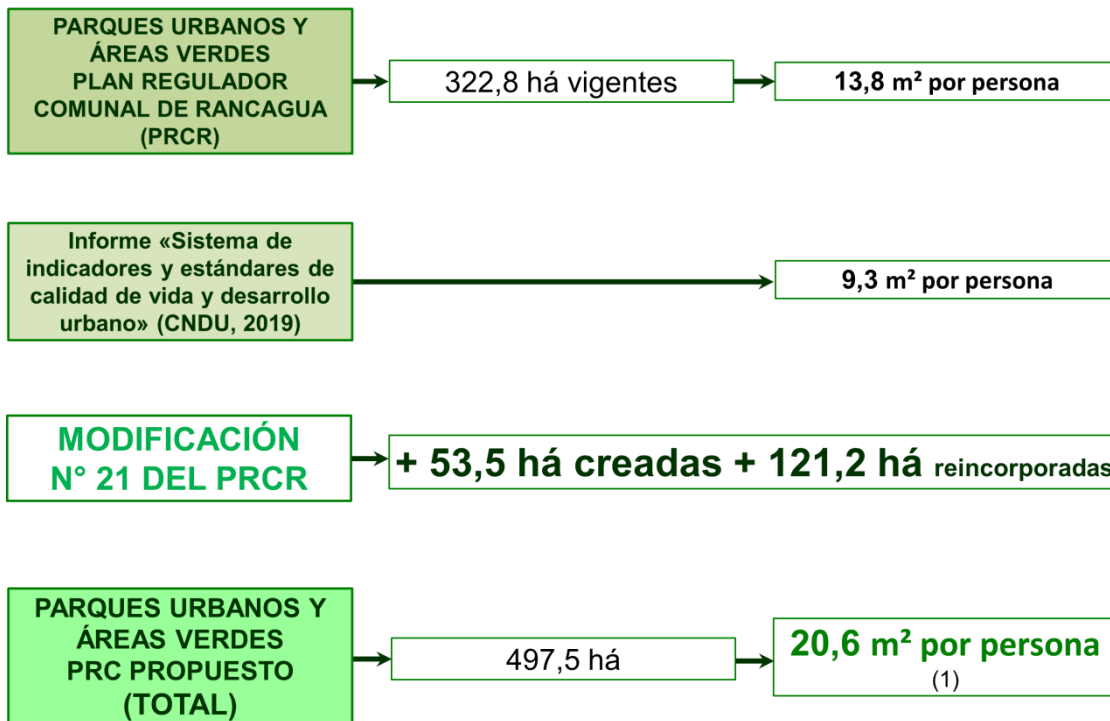 PARQUES URBANOS Y
ÁREAS VERDES
PLAN REGULADOR
COMUNAL DE RANCAGUA
(PRCR)
322,8 há vigentes
13,8 m² por persona
Informe «Sistema de
indicadores y estándares de
calidad de vida y desarrollo
urbano» (CNDU, 2019)
9,3 m² por persona
MODIFICACIÓN
N° 21 DEL PRCR
+ 53,5 há creadas + 121,2 há reincorporadas
PARQUES URBANOS Y
ÁREAS VERDES
PRC PROPUESTO
(TOTAL)
497,5 há
20,6 m² por persona
(1)